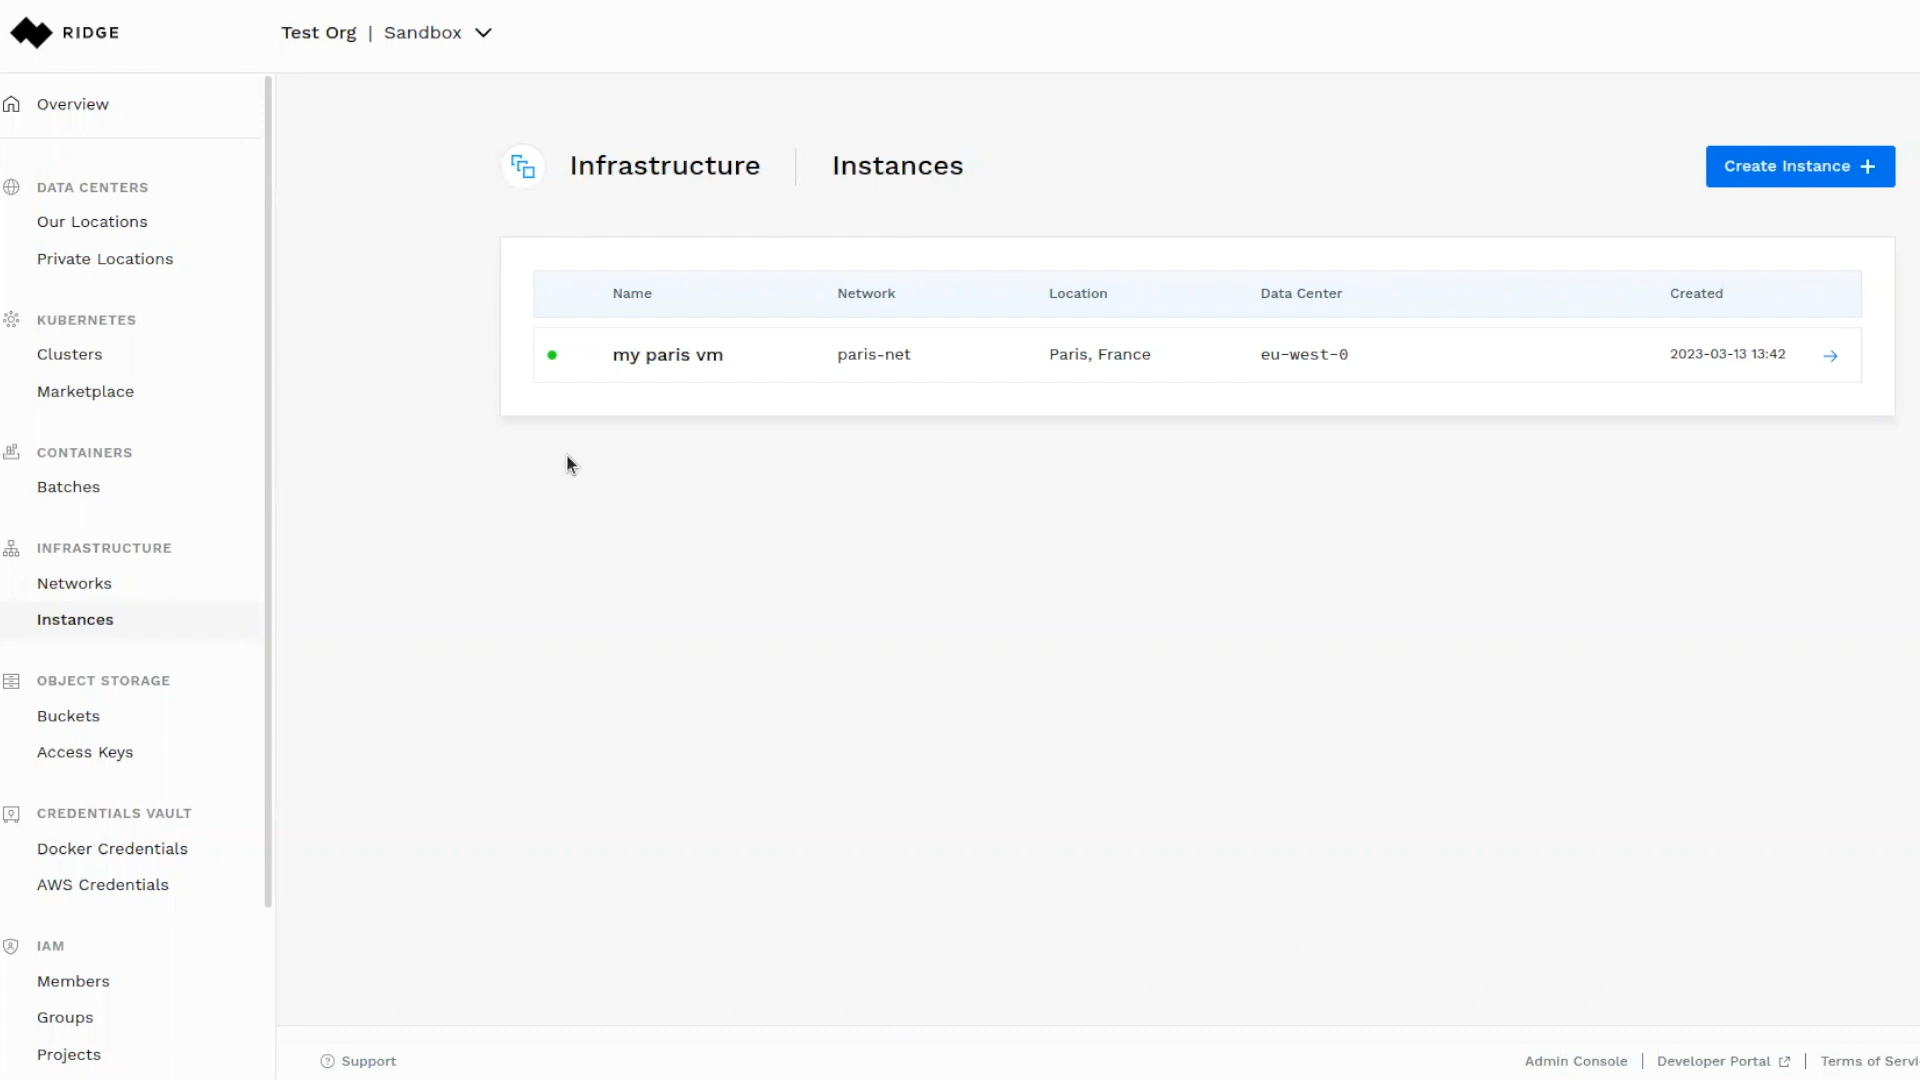 RIDGE
Test Org | Sandbox
Overview
DATA CENTERS
Our Locations
Private Locations
KUBERNETES
Clusters
Marketplace
CONTAINERS
Batches
INFRASTRUCTURE
Networks
Instances
OBJECT STORAGE
Buckets
Access Keys
CREDENTIALS VAULT
Docker Credentials
AWS Credentials
IAM
Members
Groups
Projects
Infrastructure | Instances
Create Instance +
Name Network Location Data Center Created
my paris vm paris-net Paris, France eu-west-0 2023-03-13 13:42
Support
Admin Console | Developer Portal | Terms of Servi